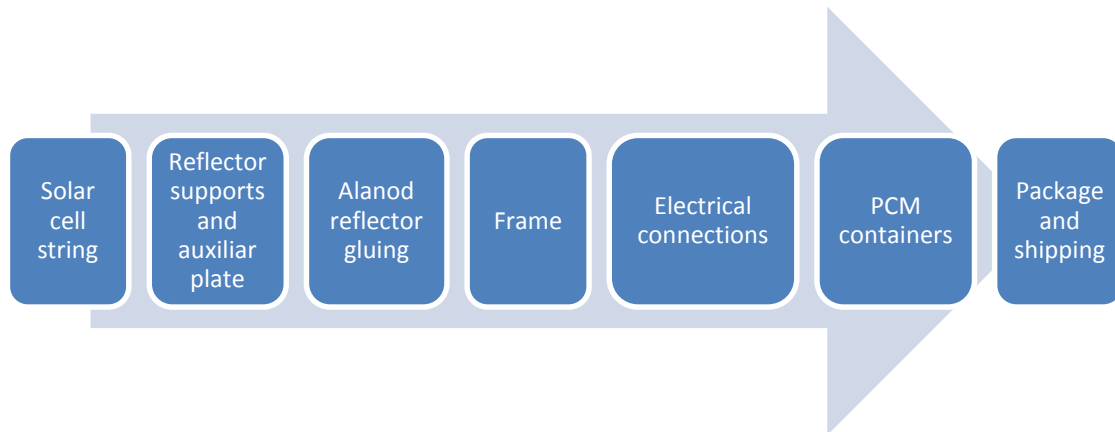 Solar
cell
string
Reflector
supports
and
auxiliar
plate
Alanod
reflector
gluing
Frame
Electrical
connections
PCM
containers
Package
and
shipping